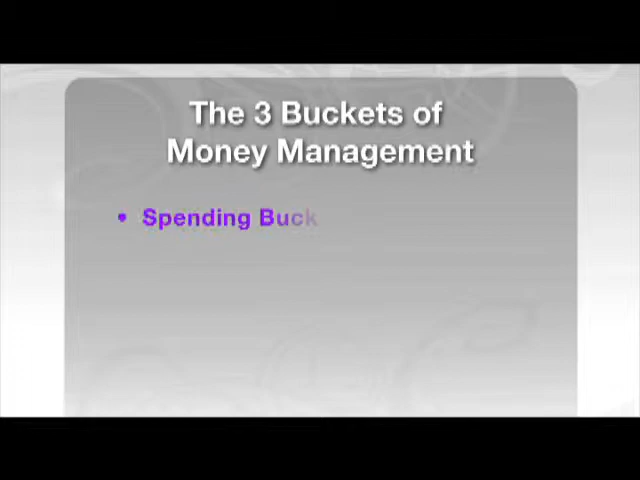 The 3 Buckets of
Money Management
• Spending Buck